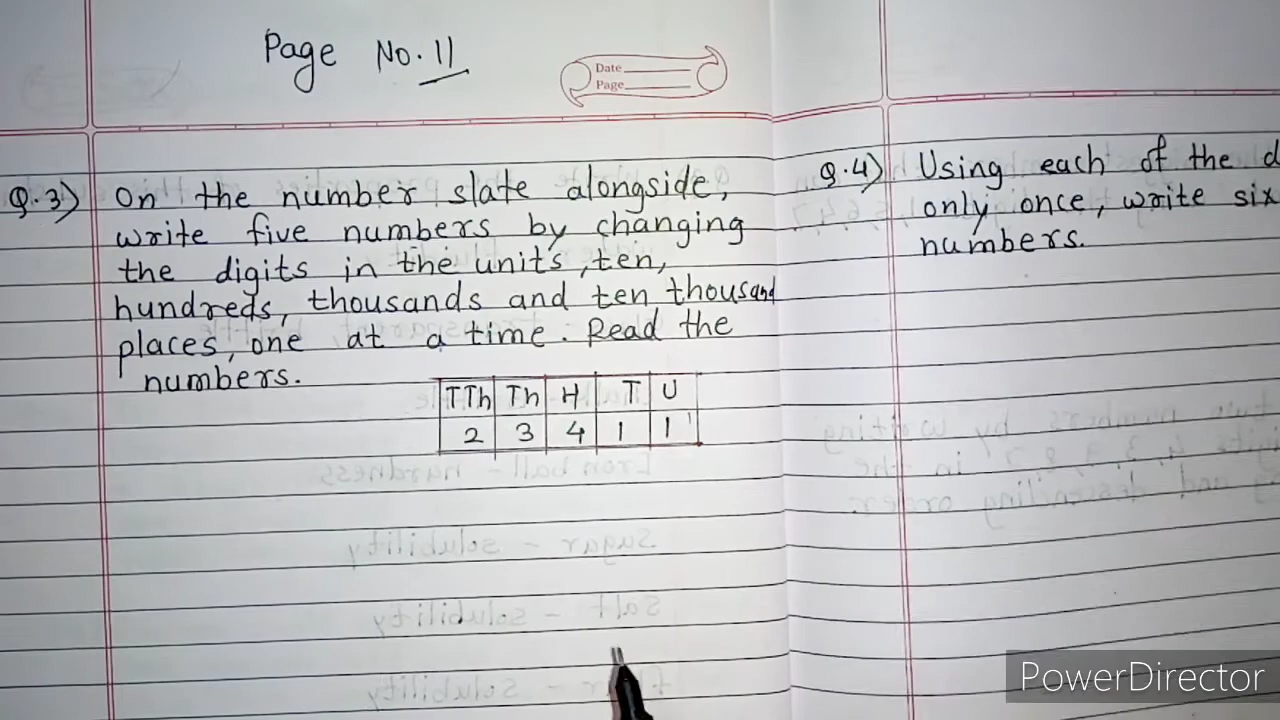 Page No. 11
Date
Page
Q.3) On the number slate alongside,
write five numbers by changing
the digits in the units, ten,
hundreds, thousands and ten thousand
places, one at a time. Read the
numbers.
TTh Th H T U
2 3 4 1 1
Q.4) Using each of the
only once, write six
numbers.
PowerDirector